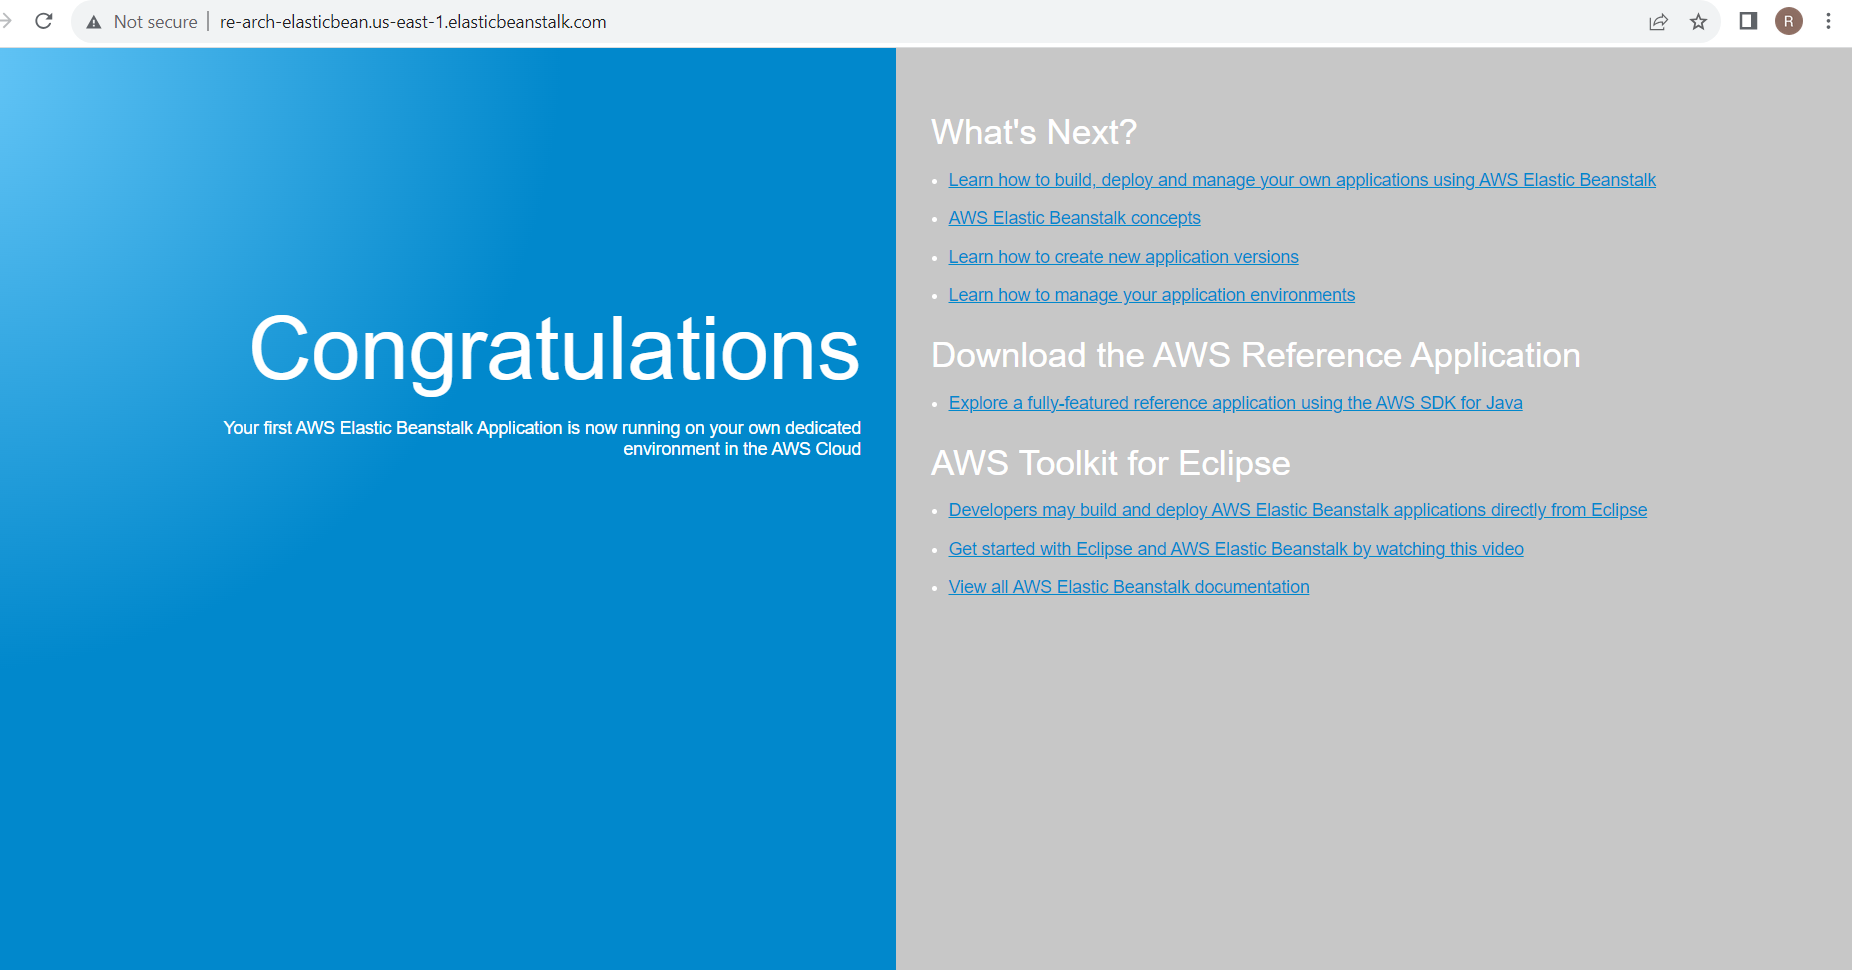 Not secure | re-arch-elasticbean.us-east-1.elasticbeanstalk.com
R
Congratulations
Your first AWS Elastic Beanstalk Application is now running on your own dedicated
environment in the AWS Cloud
What's Next?
Learn how to build, deploy and manage your own applications using AWS Elastic Beanstalk
AWS Elastic Beanstalk concepts
Learn how to create new application versions
Learn how to manage your application environments
Download the AWS Reference Application
Explore a fully-featured reference application using the AWS SDK for Java
AWS Toolkit for Eclipse
Developers may build and deploy AWS Elastic Beanstalk applications directly from Eclipse
Get started with Eclipse and AWS Elastic Beanstalk by watching this video
View all AWS Elastic Beanstalk documentation